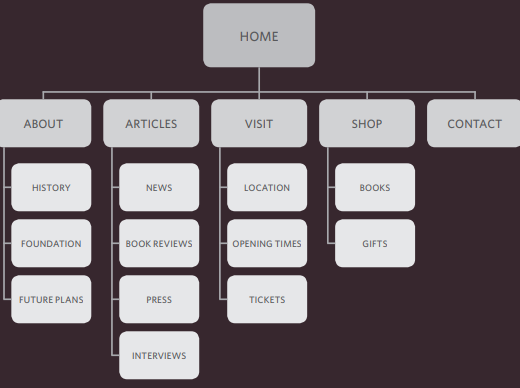 HOME
ABOUT
ARTICLES
VISIT
SHOP
CONTACT
HISTORY
NEWS
LOCATION
BOOKS
FOUNDATION
BOOK REVIEWS
OPENING TIMES
GIFTS
FUTURE PLANS
PRESS
TICKETS
INTERVIEWS